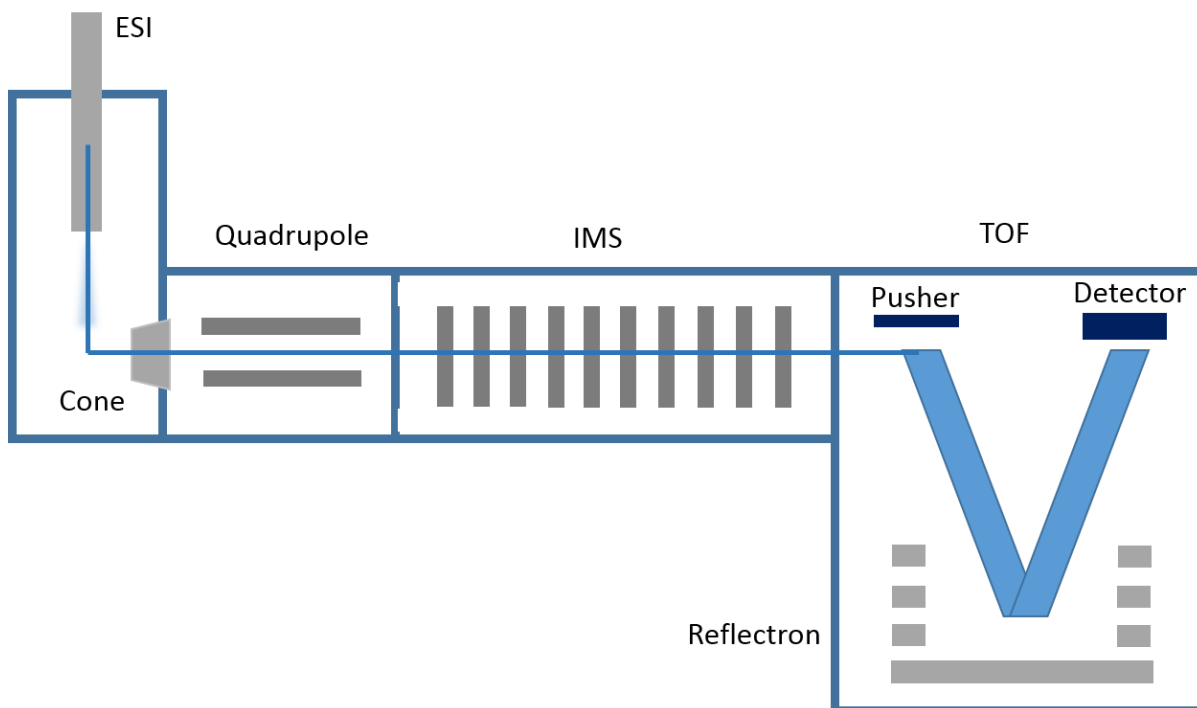 ESI
Quadrupole
IMS
TOF
Pusher
Detector
Cone
Reflectron